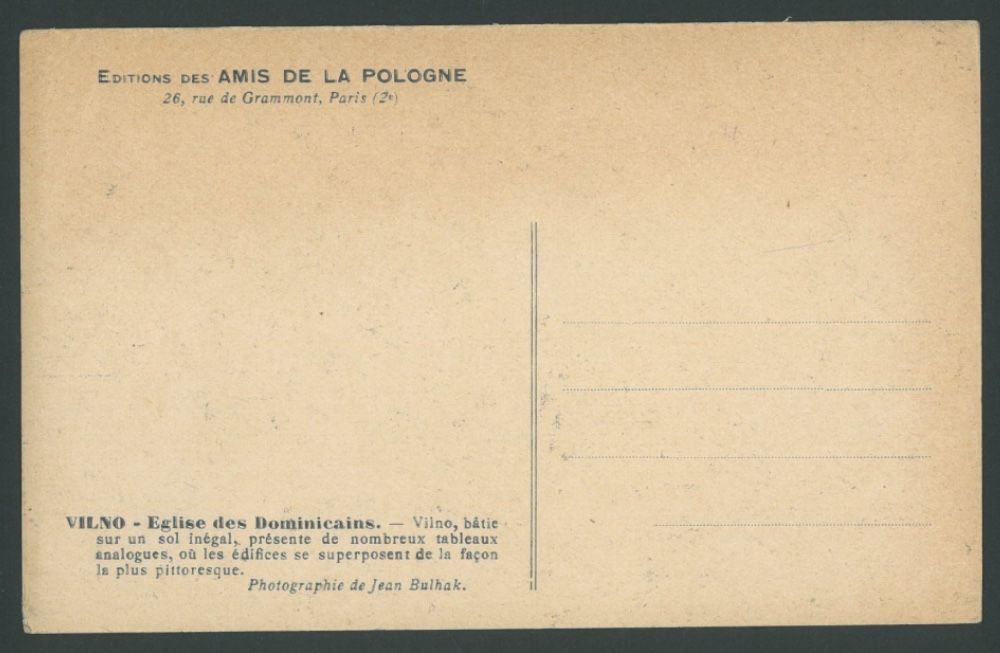 EDITIONS DES AMIS DE LA POLOGNE
26, rue de Grammont, Paris (2e)
VILNO - Eglise des Dominicains. — Vilno, bâtie
sur un sol inégal, présente de nombreux tableaux
analogues, où les édifices se superposent de la façon
la plus pittoresque.
Photographie de Jean Bulhak.